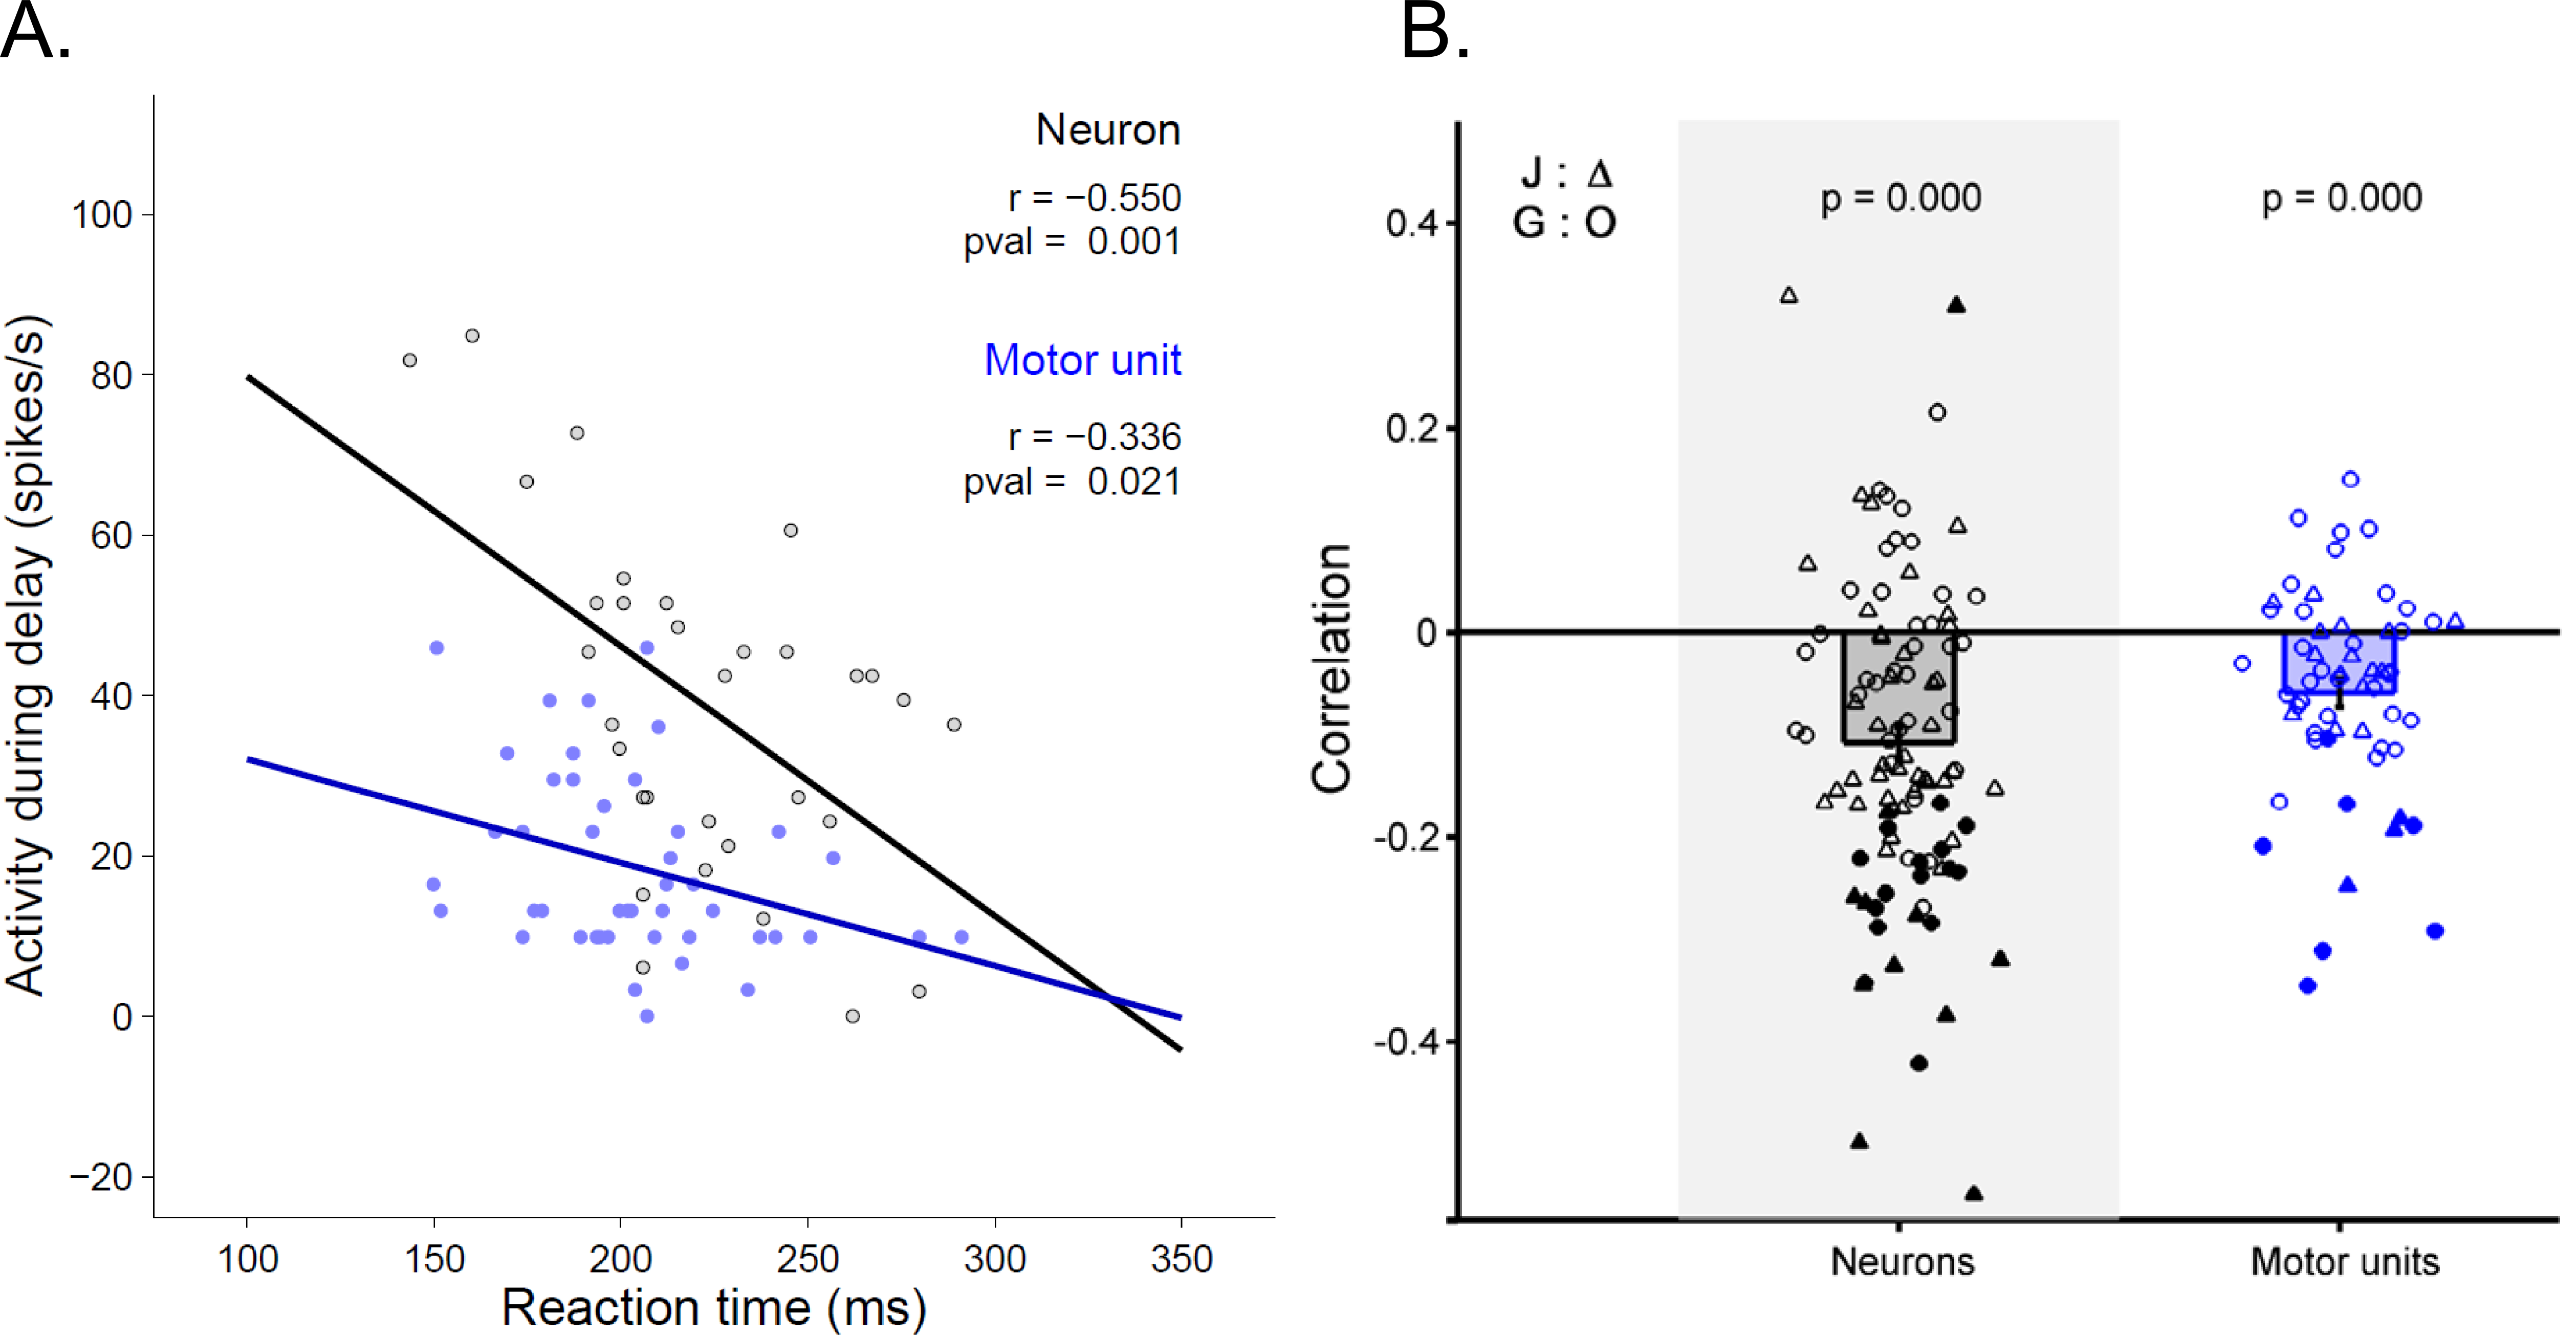 A.
Activity during delay (spikes/s)
100
80
60
40
20
0
−20
Neuron
r = −0.550
pval = 0.001
Motor unit
r = −0.336
pval = 0.021
100 150 200 250 300 350
Reaction time (ms)
B.
Correlation
0.4
0.2
0
-0.2
-0.4
J : Δ
G : O
p = 0.000
p = 0.000
Neurons
Motor units